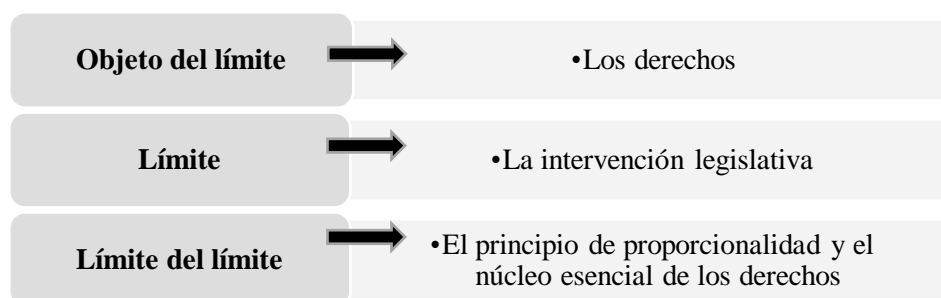 Objeto del límite
•Los derechos
Límite
•La intervención legislativa
Límite del límite
•El principio de proporcionalidad y el
núcleo esencial de los derechos